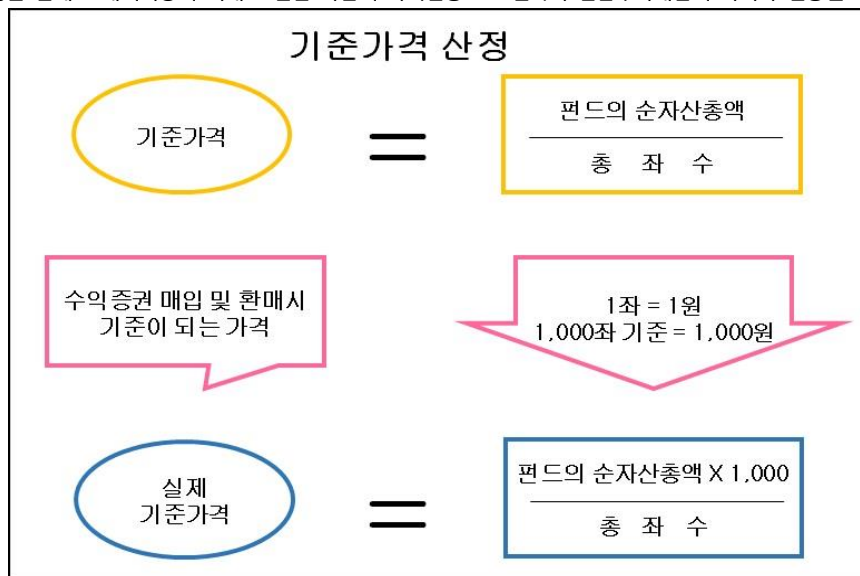 기준가격 산정
기준가격
=
펀드의 순자산총액
총 좌 수
수익증권 매입 및 환매시
기준이 되는 가격
1좌 = 1원
1,000좌 기준 = 1,000원
실제
기준가격
=
펀드의 순자산총액 X 1,000
총 좌 수